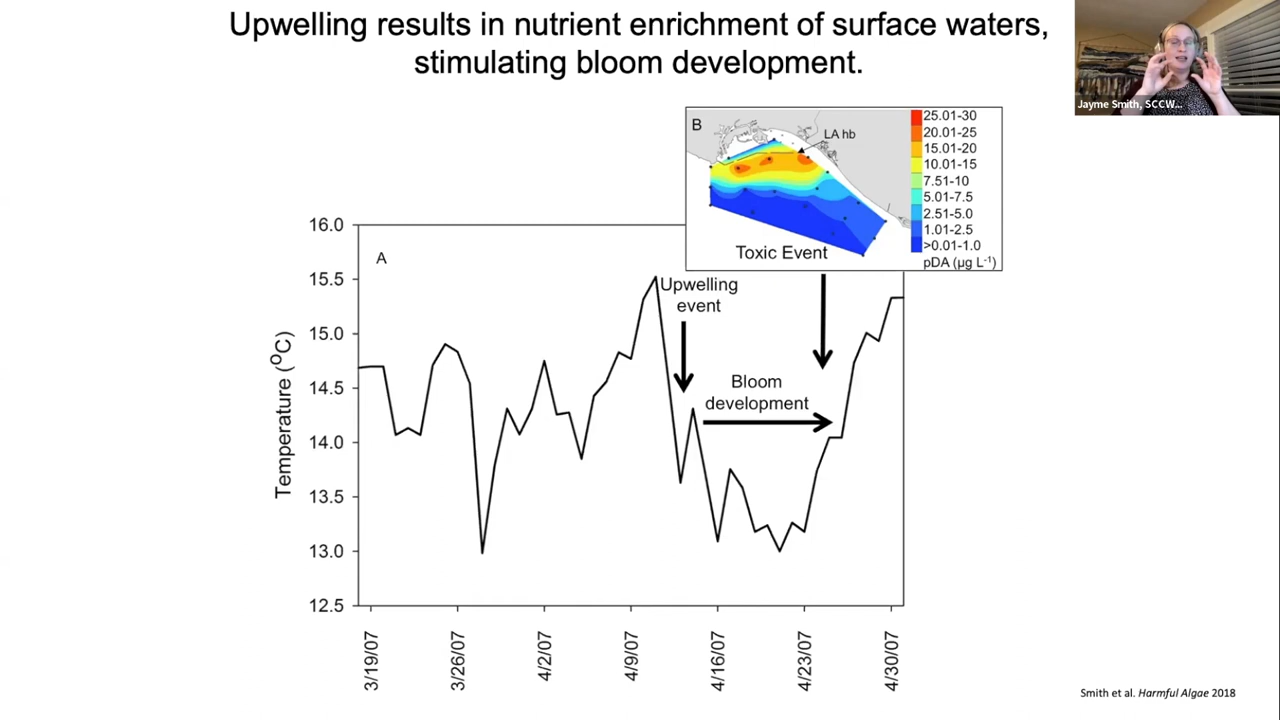 Upwelling results in nutrient enrichment of surface waters,
stimulating bloom development.
Jayme Smith, SCCW...
B
LA hb
25.01-30
20.01-25
15.01-20
10.01-15
7.51-10
5.01-7.5
2.51-5.0
1.01-2.5
>0.01-1.0
pDA (µg L-1)
Toxic Event
A
Upwelling
event
Bloom
development
Temperature (OC)
16.0
15.5
15.0
14.5
14.0
13.5
13.0
12.5
3/19/07
3/26/07
4/2/07
4/9/07
4/16/07
4/23/07
4/30/07
Smith et al. Harmful Algae 2018